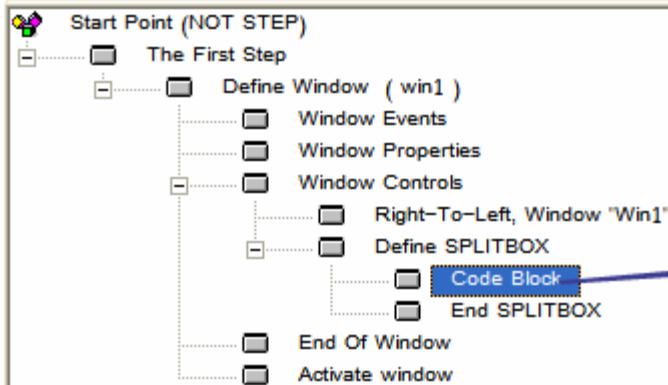 Start Point (NOT STEP)
The First Step
Define Window ( win1 )
Window Events
Window Properties
Window Controls
Right-To-Left, Window "Win1"
Define SPLITBOX
Code Block
End SPLITBOX
End Of Window
Activate window